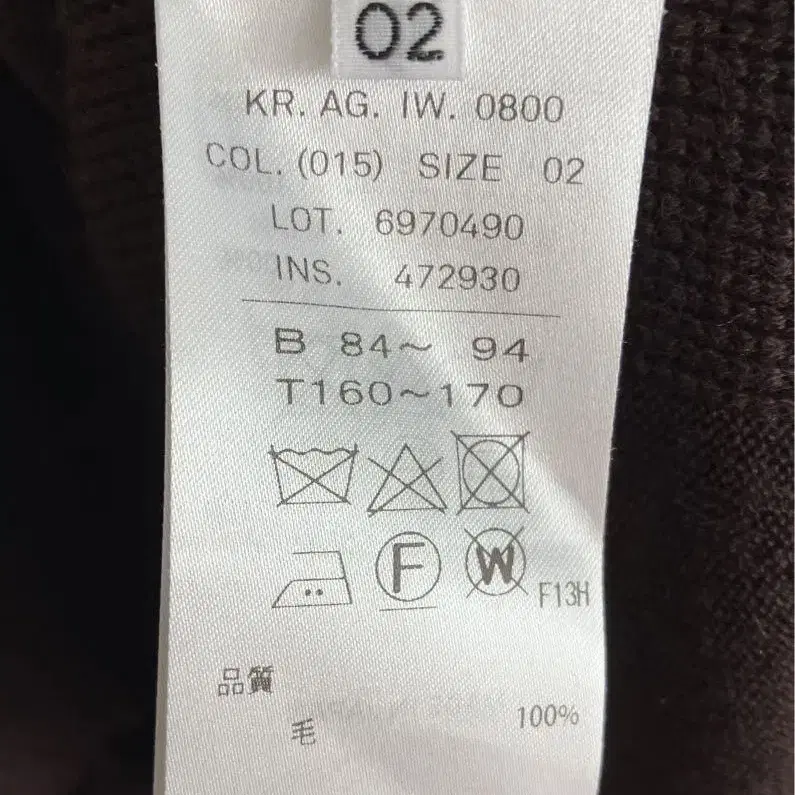 02
KR. AG. IW. 0800
COL. (015) SIZE 02
LOT. 6970490
INS. 472930
B 84～ 94
T160～170
F W F13H
品質
毛 100%